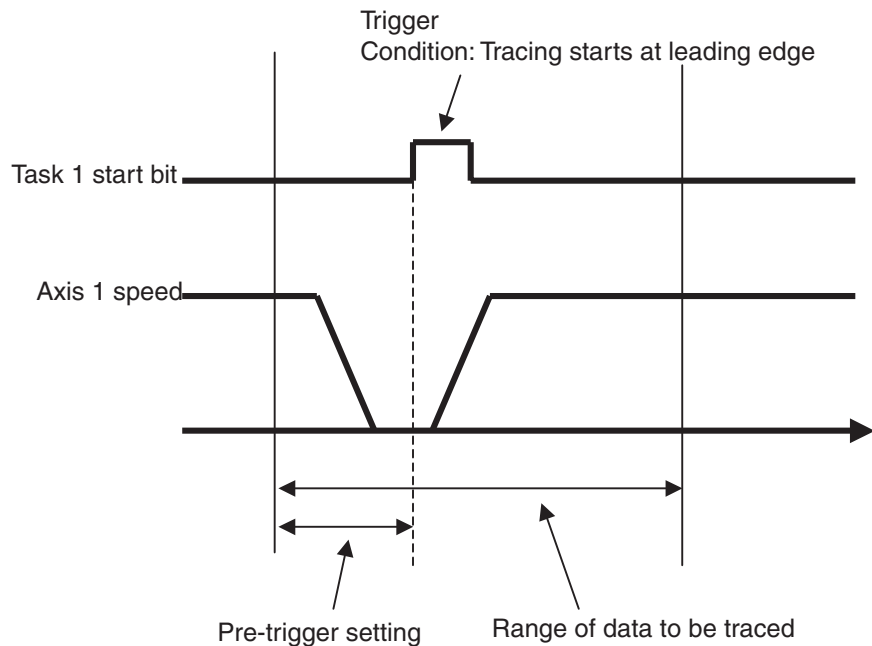 Trigger
Condition: Tracing starts at leading edge
Task 1 start bit
Axis 1 speed
Pre-trigger setting
Range of data to be traced